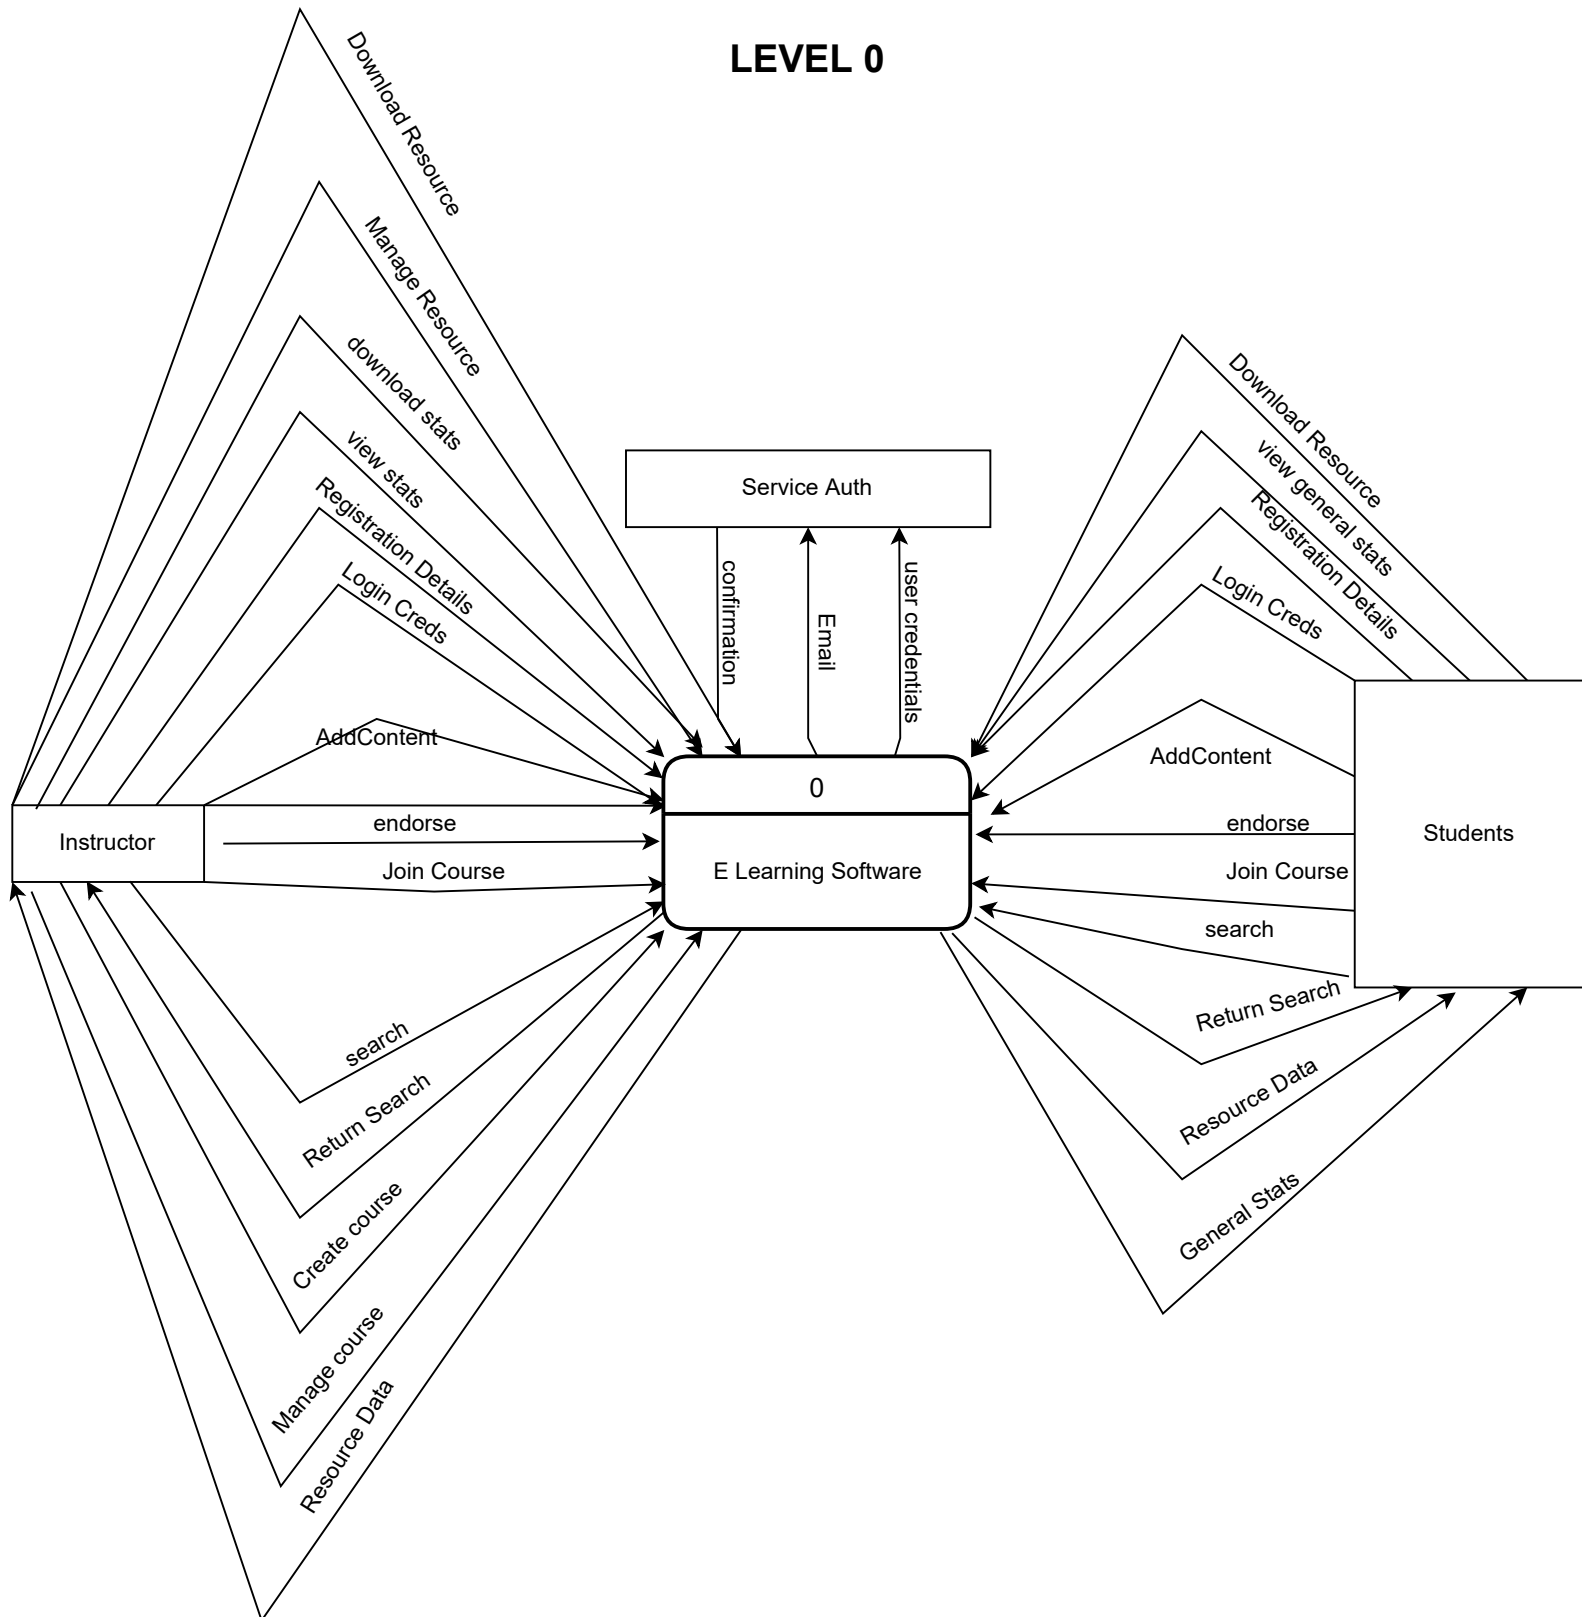 LEVEL 0
Download Resource
Manage Resource
download stats
view stats
Registration Details
Login Creds
AddContent
endorse
Join Course
search
Return Search
Create course
Manage course
Resource Data
Instructor
Service Auth
confirmation
Email
user credentials
0
E Learning Software
Download Resource
view general stats
Registration Details
Login Creds
AddContent
endorse
Join Course
search
Return Search
Resource Data
General Stats
Students